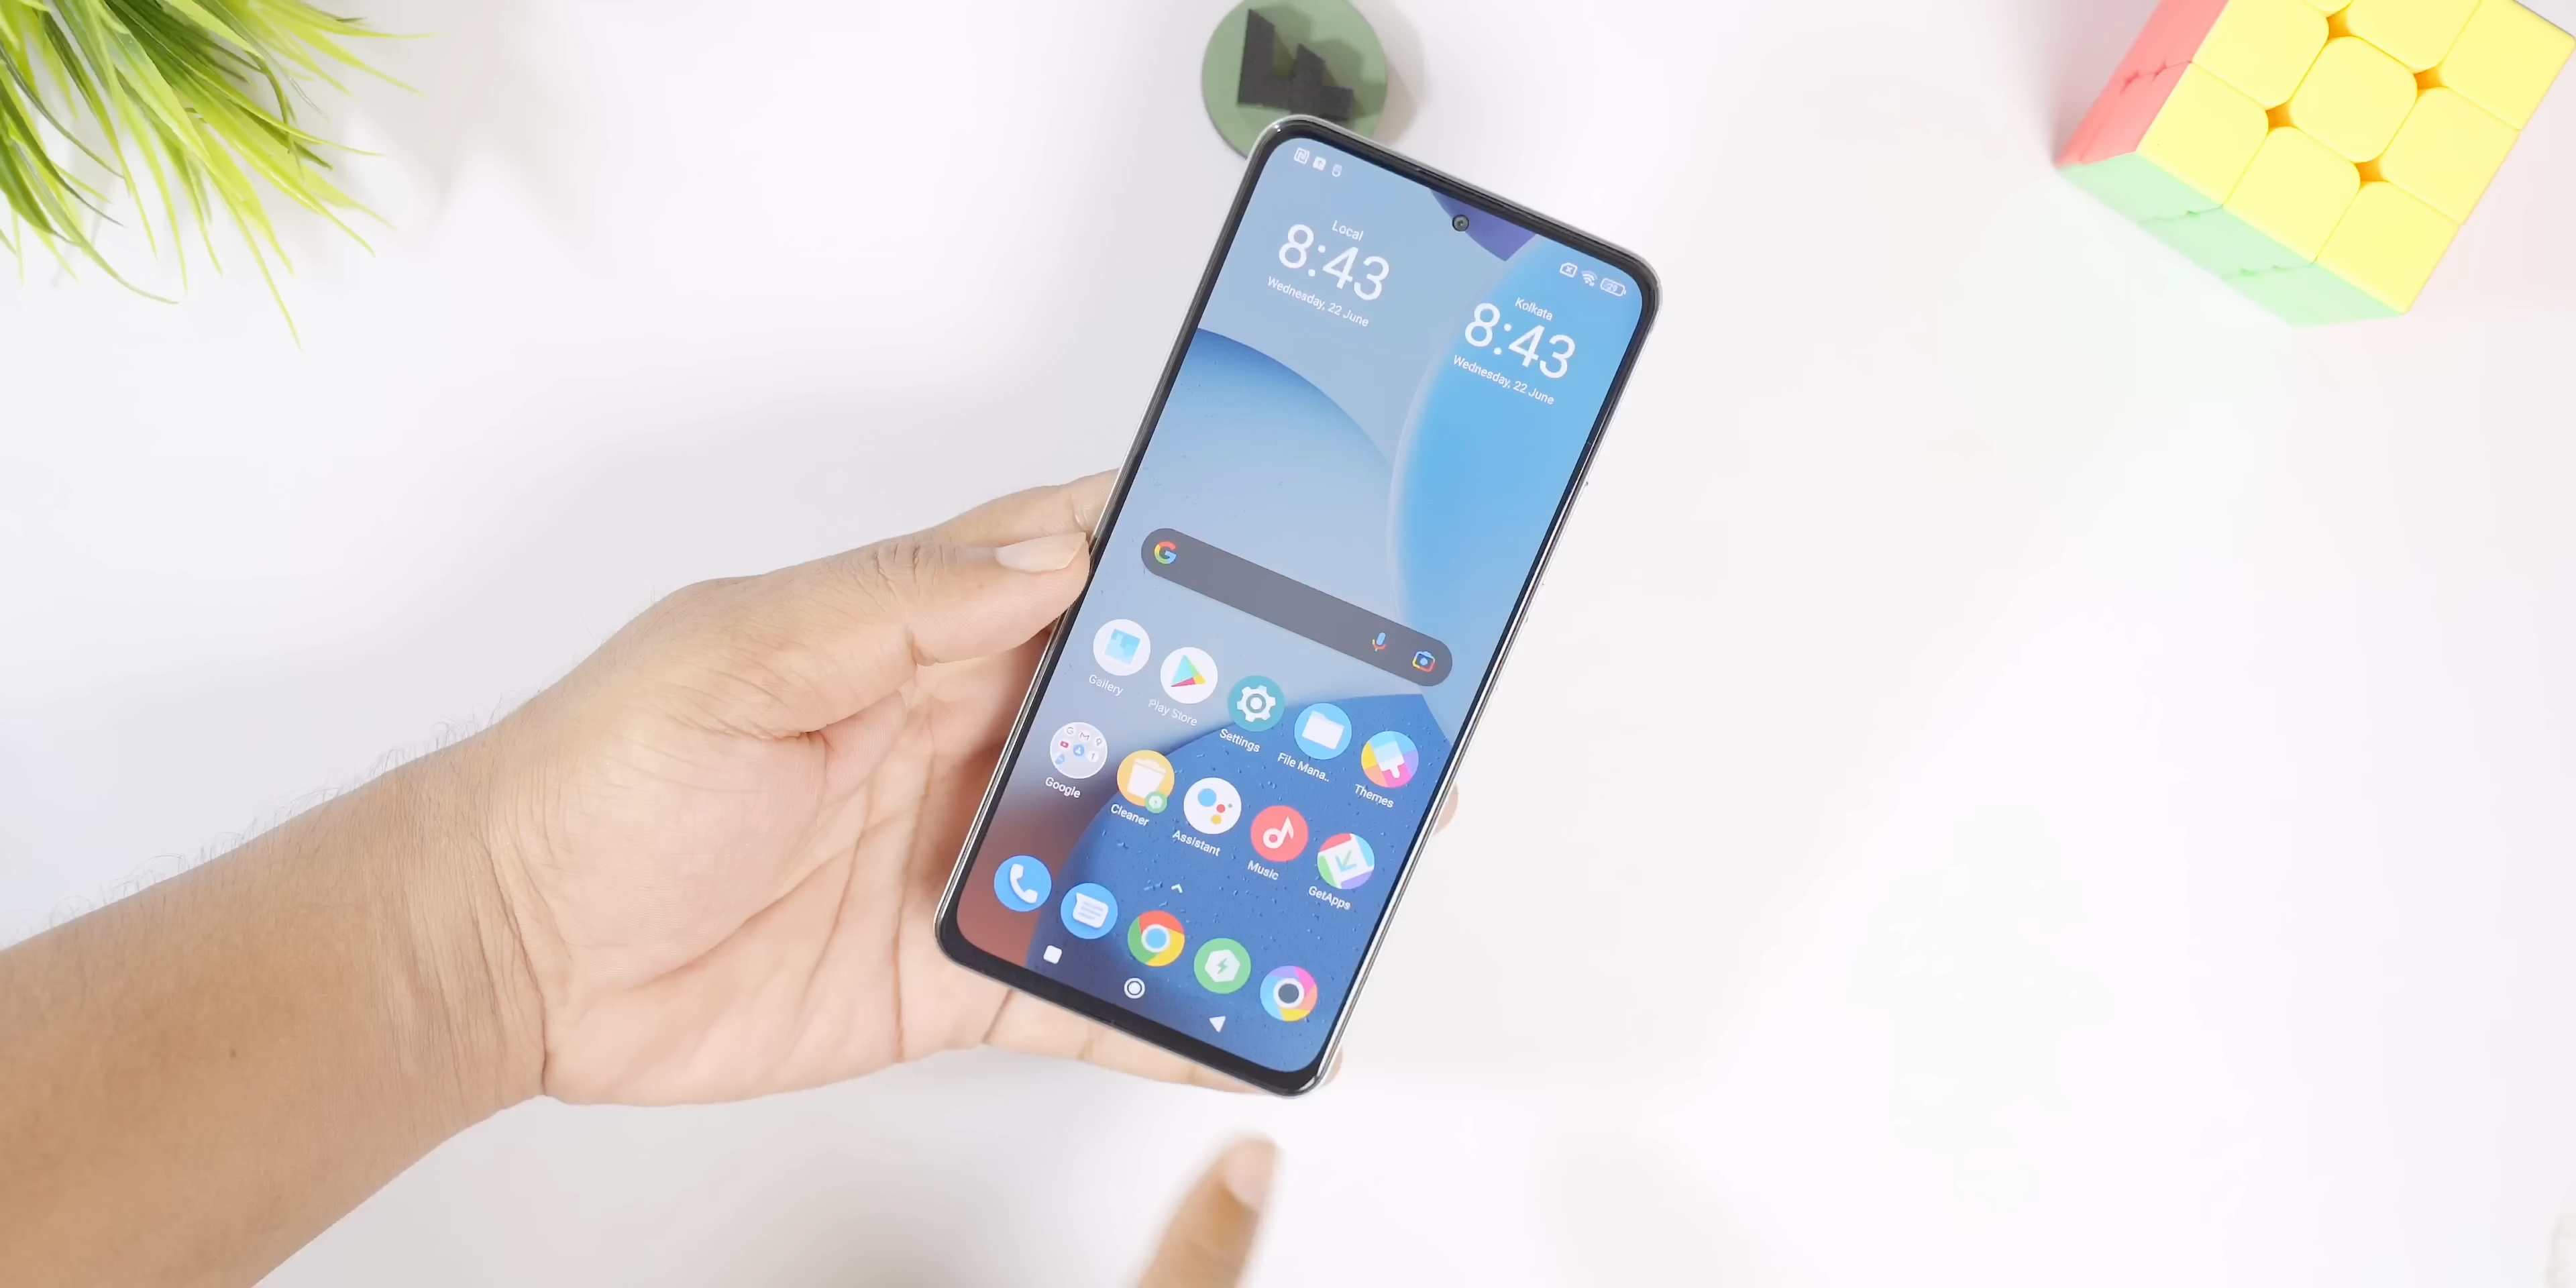 Local
8:43
Wednesday, 22 June
Kolkata
8:43
Wednesday, 22 June
Gallery
Play Store
Settings
File Mana..
Themes
Google
Cleaner
Assistant
Music
GetApps